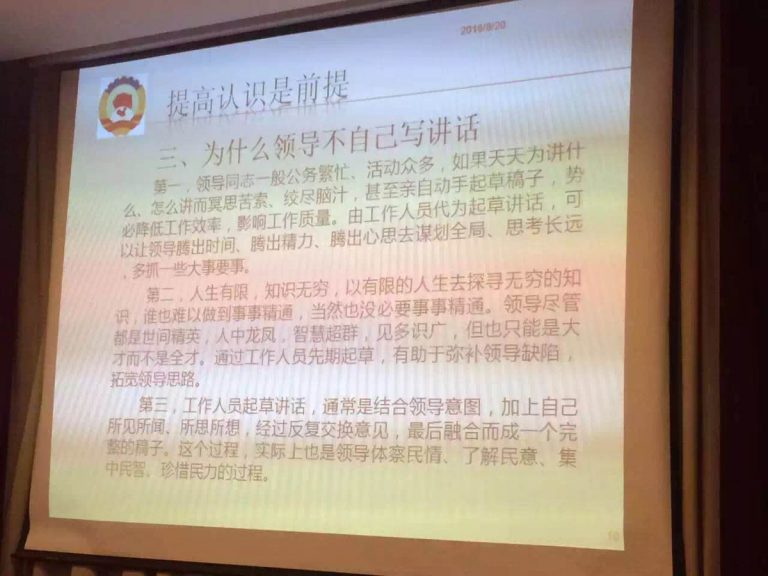 2016/8/20
提高认识是前提
三、为什么领导不自己写讲话
第一，领导同志一般公务繁忙、活动众多，如果天天为讲什
么、怎么讲而冥思苦索、绞尽脑汁，甚至亲自动手起草稿子，势
必降低工作效率，影响工作质量。由工作人员代为起草讲话，可
以让领导腾出时间、腾出精力、腾出心思去谋划全局、思考长远
，多抓一些大事要事。
第二，人生有限，知识无穷，以有限的人生去探寻无穷的知
识，谁也难以做到事事精通，当然也没必要事事精通。领导尽管
都是世间精英，人中龙凤，智慧超群，见多识广，但也只能是大
才而不是全才。通过工作人员先期起草，有助于弥补领导缺陷，
拓宽领导思路。
第三，工作人员起草讲话，通常是结合领导意图，加上自己
所见所闻、所思所想，经过反复交换意见，最后融合而成一个完
整的稿子。这个过程，实际上也是领导体察民情、了解民意、集
中民智、珍惜民力的过程。
10